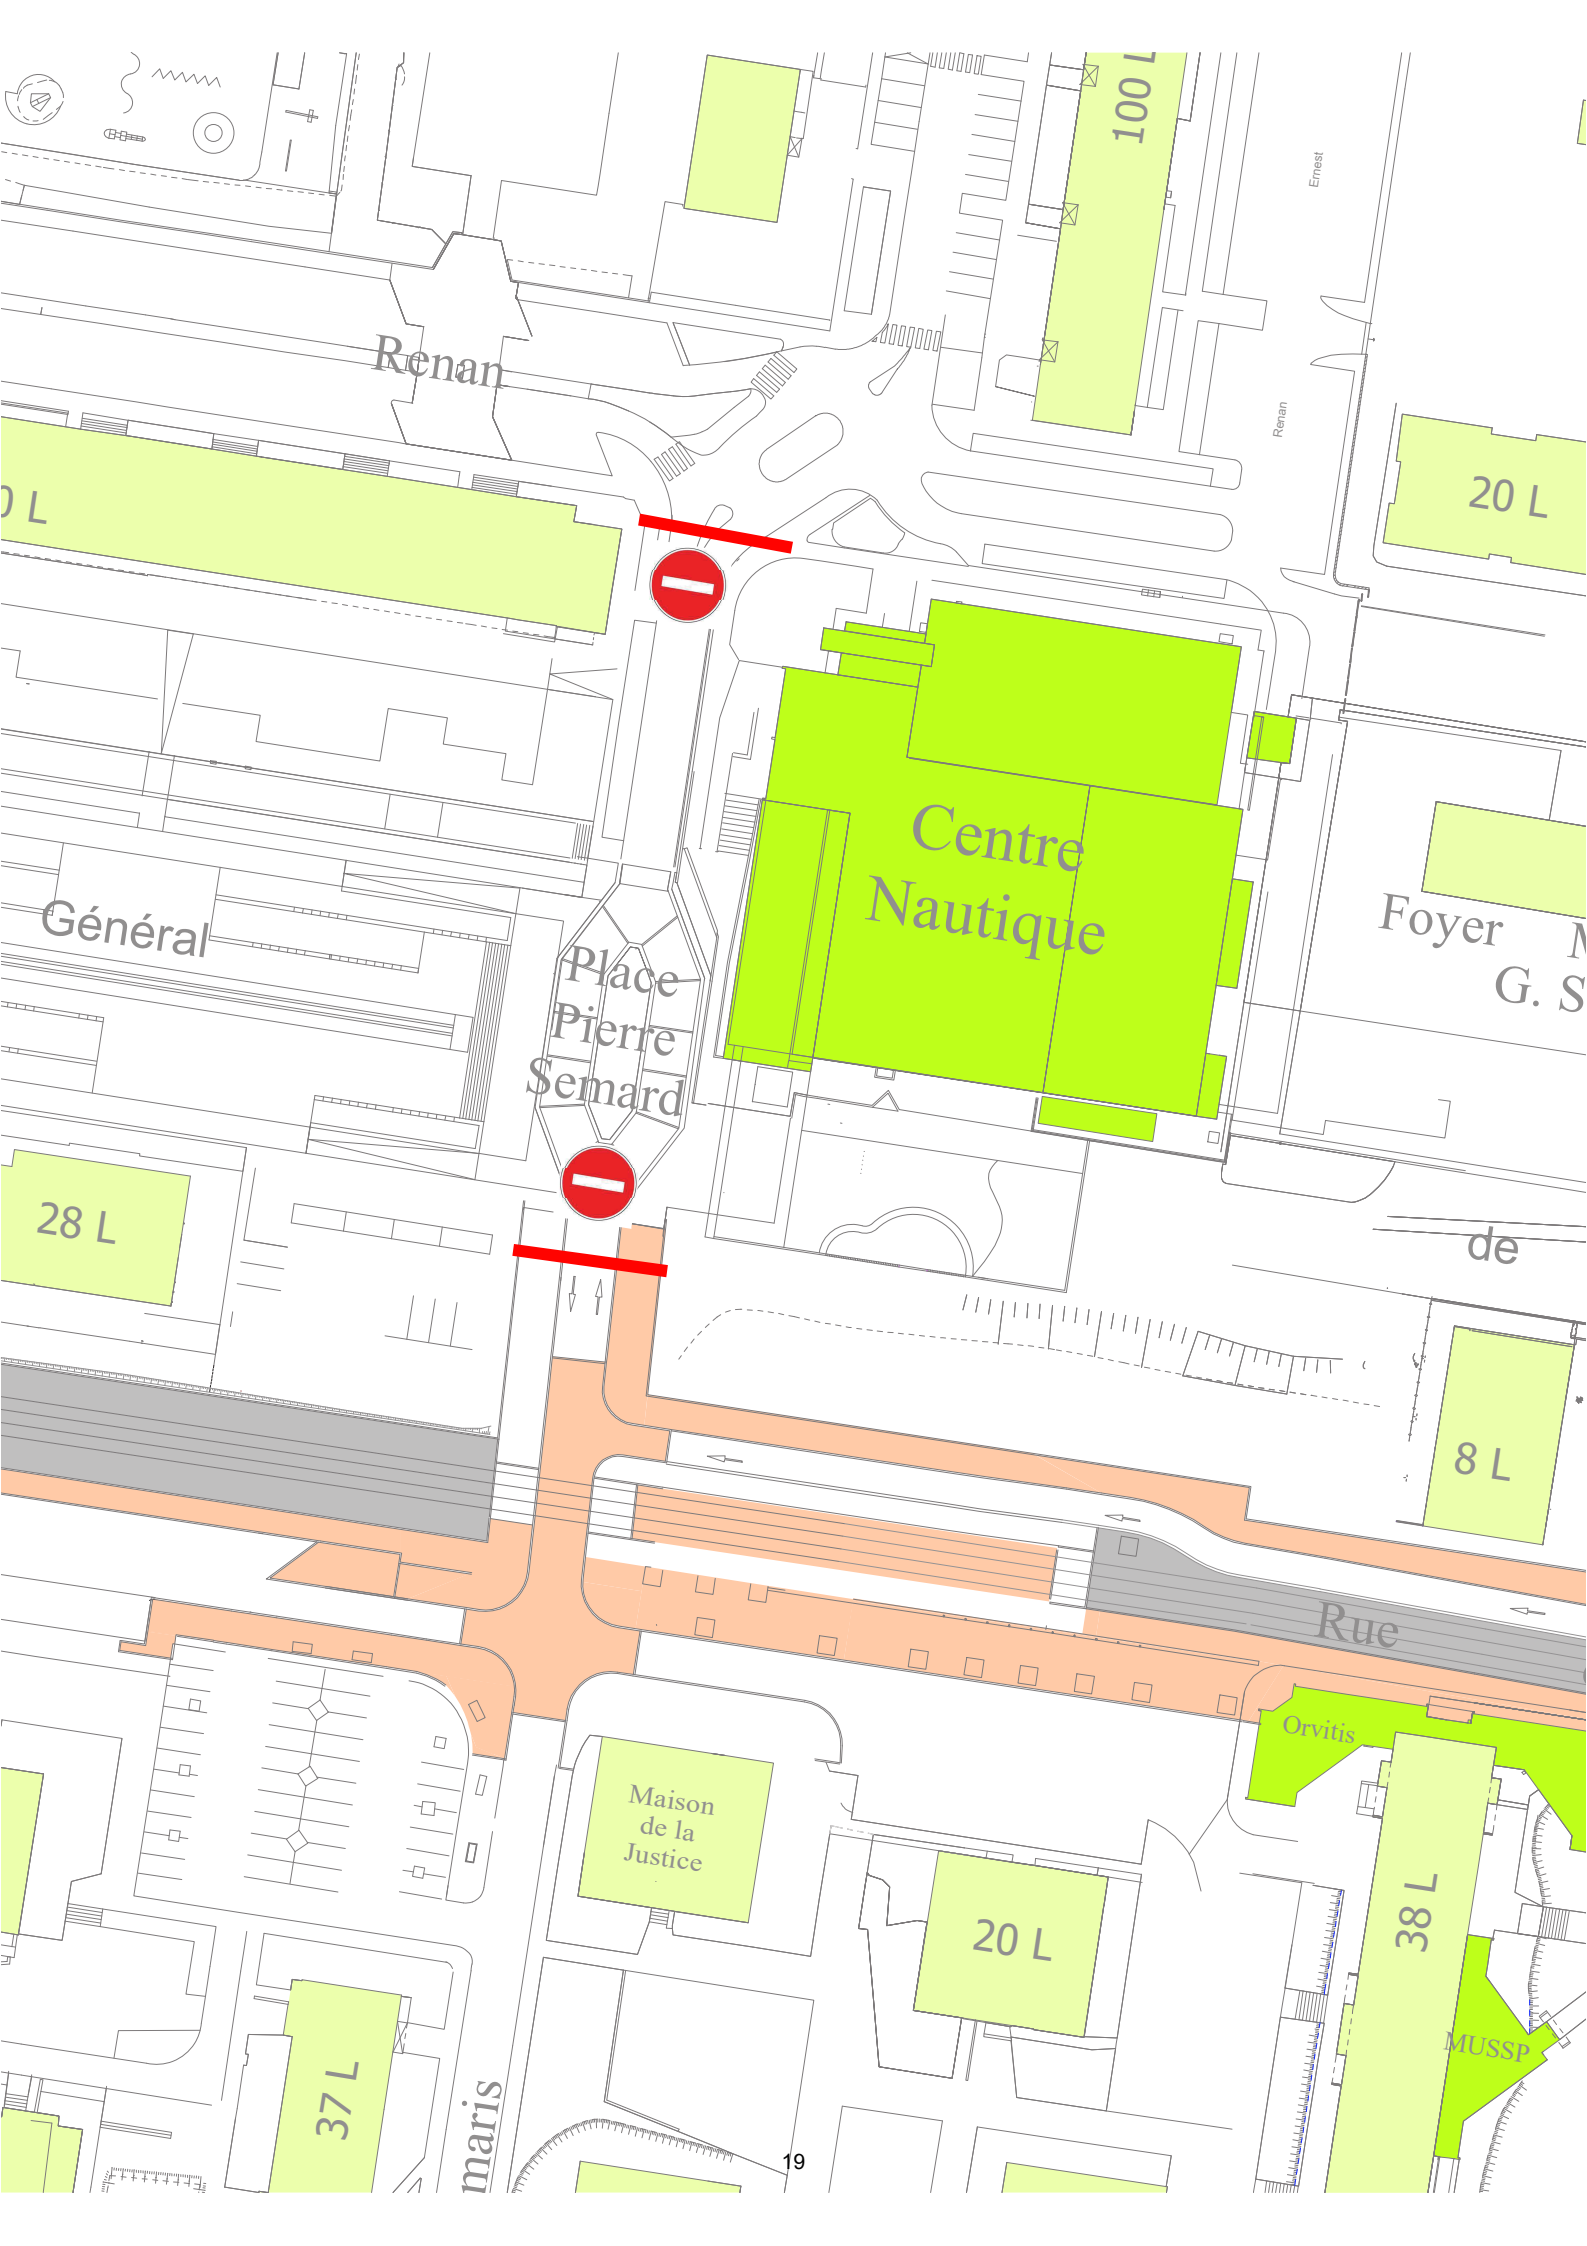 100 L
Ernest
Renan
Renan
20 L
0 L
Centre
Nautique
Général
Foyer
G. S
Place
Pierre
Semard
28 L
de
8 L
Rue
Orvitis
Maison
de la
Justice
20 L
38 L
MUSSP
37 L
maris
19